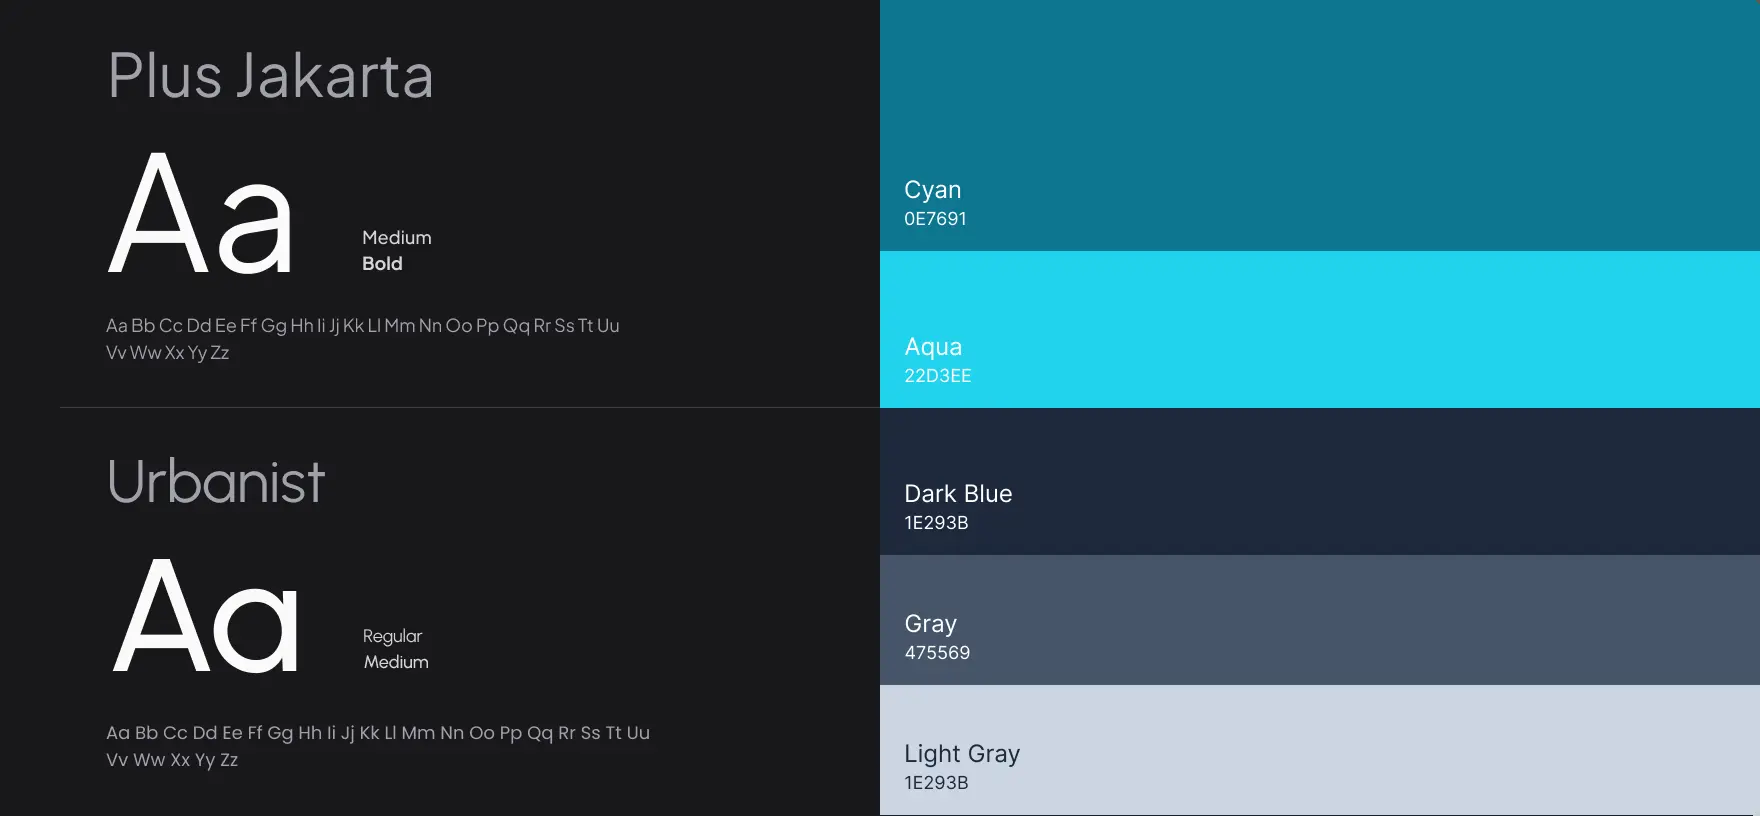 Plus Jakarta
Aa
Medium
Bold
Aa Bb Cc Dd Ee Ff Gg Hh Ii Jj Kk Ll Mm Nn Oo Pp Qq Rr Ss Tt Uu
Vv Ww Xx Yy Zz
Urbanist
Aa
Regular
Medium
Aa Bb Cc Dd Ee Ff Gg Hh Ii Jj Kk Ll Mm Nn Oo Pp Qq Rr Ss Tt Uu
Vv Ww Xx Yy Zz
Cyan
0E7691
Aqua
22D3EE
Dark Blue
1E293B
Gray
475569
Light Gray
1E293B